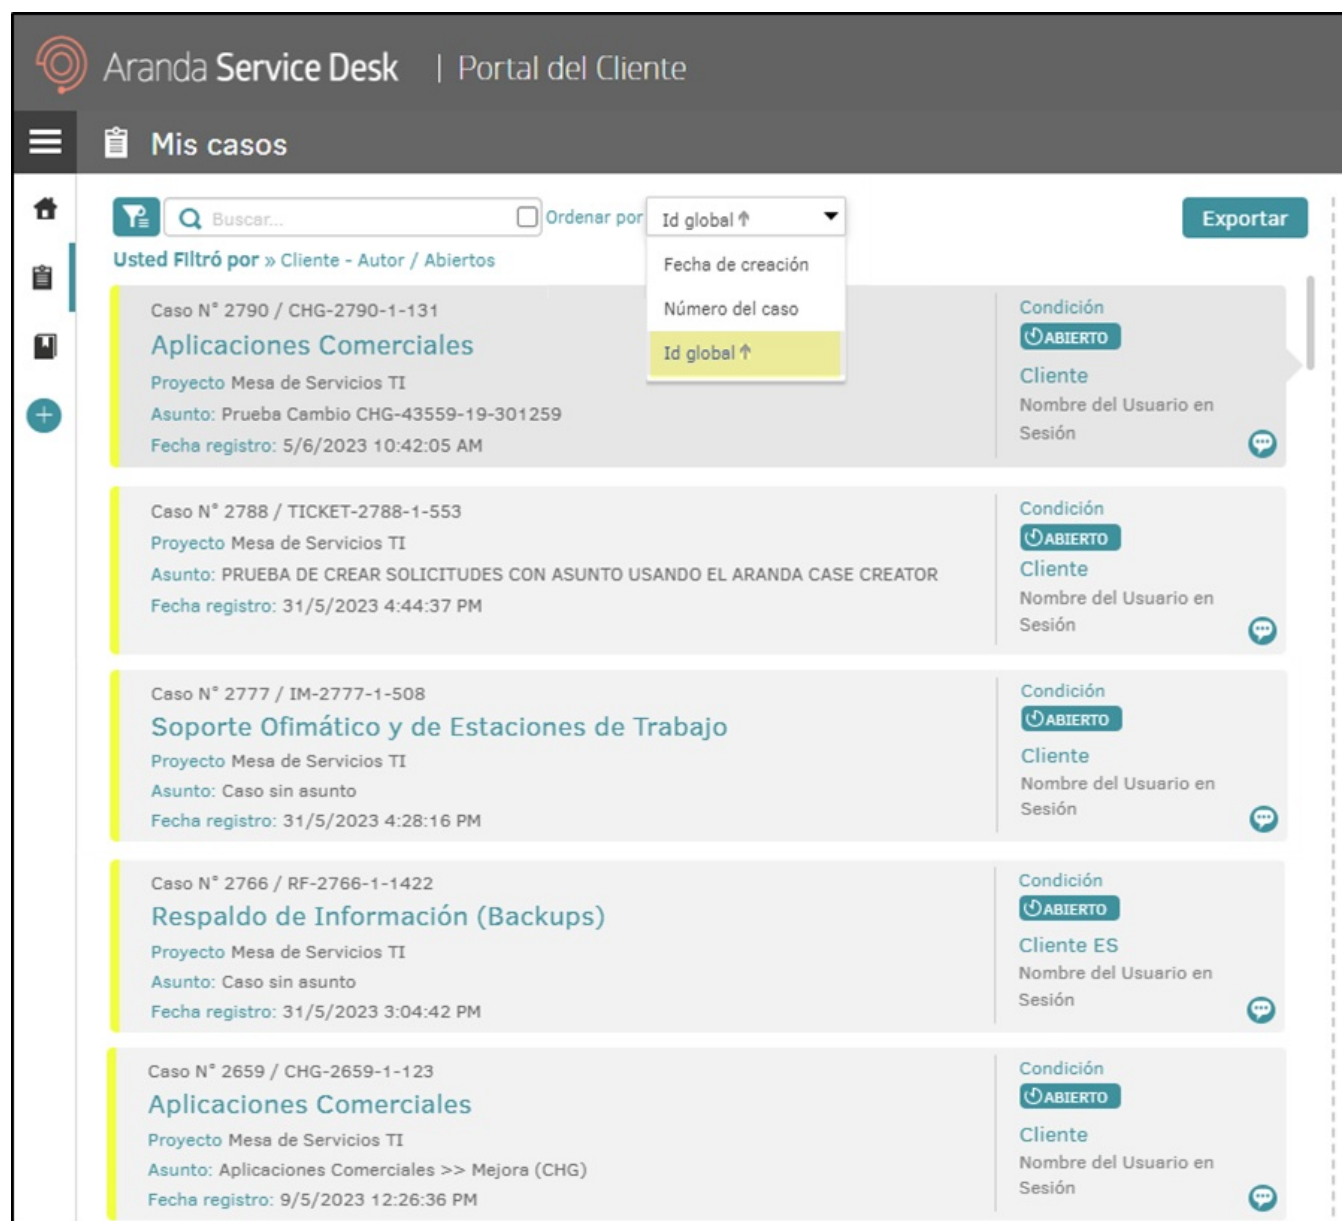 Aranda Service Desk | Portal del Cliente
Mis casos
Buscar...
Ordenar por
Id global ↑
Exportar
Usted FIltró por » Cliente - Autor / Abiertos
Fecha de creación
Número del caso
Id global ↑
Caso N° 2790 / CHG-2790-1-131
Aplicaciones Comerciales
Proyecto Mesa de Servicios TI
Asunto: Prueba Cambio CHG-43559-19-301259
Fecha registro: 5/6/2023 10:42:05 AM
Condición
ABIERTO
Cliente
Nombre del Usuario en
Sesión
Caso N° 2788 / TICKET-2788-1-553
Proyecto Mesa de Servicios TI
Asunto: PRUEBA DE CREAR SOLICITUDES CON ASUNTO USANDO EL ARANDA CASE CREATOR
Fecha registro: 31/5/2023 4:44:37 PM
Condición
ABIERTO
Cliente
Nombre del Usuario en
Sesión
Caso N° 2777 / IM-2777-1-508
Soporte Ofimático y de Estaciones de Trabajo
Proyecto Mesa de Servicios TI
Asunto: Caso sin asunto
Fecha registro: 31/5/2023 4:28:16 PM
Condición
ABIERTO
Cliente
Nombre del Usuario en
Sesión
Caso N° 2766 / RF-2766-1-1422
Respaldo de Información (Backups)
Proyecto Mesa de Servicios TI
Asunto: Caso sin asunto
Fecha registro: 31/5/2023 3:04:42 PM
Condición
ABIERTO
Cliente ES
Nombre del Usuario en
Sesión
Caso N° 2659 / CHG-2659-1-123
Aplicaciones Comerciales
Proyecto Mesa de Servicios TI
Asunto: Aplicaciones Comerciales >> Mejora (CHG)
Fecha registro: 9/5/2023 12:26:36 PM
Condición
ABIERTO
Cliente
Nombre del Usuario en
Sesión